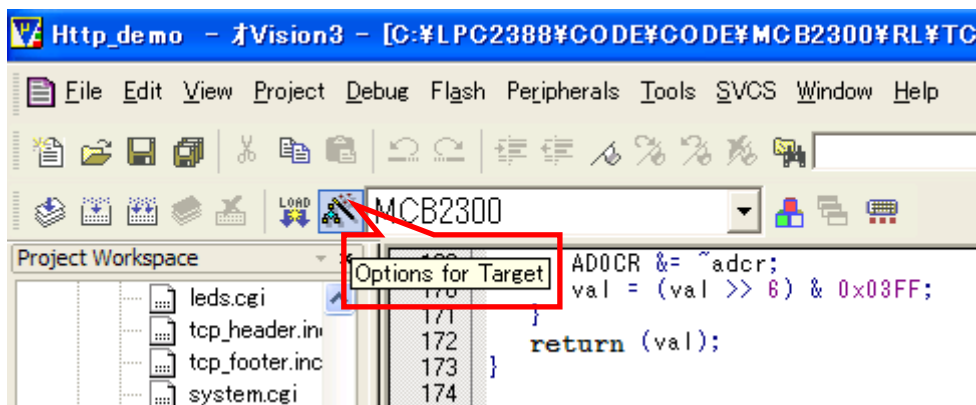 Http_demo - オVision3 - [C:¥LPC2388¥CODE¥CODE¥MCB2300¥RL¥TC
File Edit View Project Debug Flash Peripherals Tools SVCS Window Help
LOAD MCB2300
Project Workspace
leds.cgi
tcp_header.in
tcp_footer.inc
system.cgi
Options for Target
AD0CR &= ~adcr;
170 val = (val >> 6) & 0x03FF;
171 }
172 return (val);
173 }
174